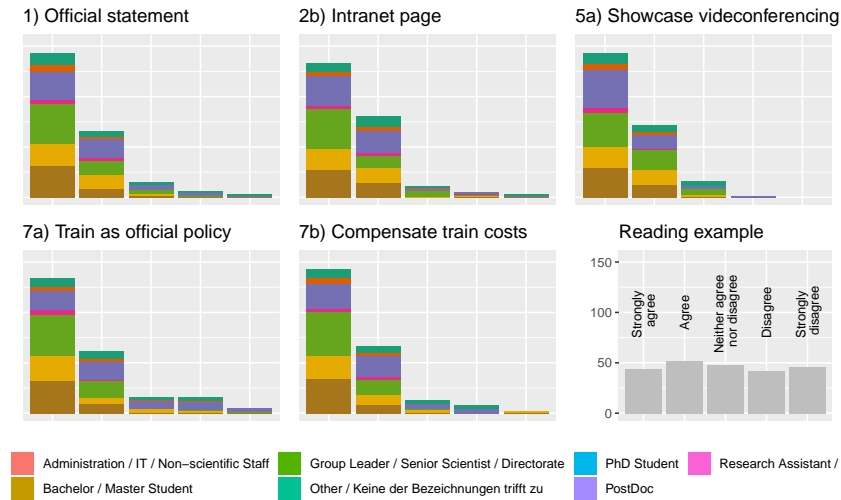 1) Official statement
2b) Intranet page
5a) Showcase videoconferencing
7a) Train as official policy
7b) Compensate train costs
Reading example
150
100
50
0
Strongly
agree
Agree
Neither agree
nor disagree
Disagree
Strongly
disagree
Administration / IT / Non−scientific Staff
Group Leader / Senior Scientist / Directorate
PhD Student
Research Assistant /
Bachelor / Master Student
Other / Keine der Bezeichnungen trifft zu
PostDoc